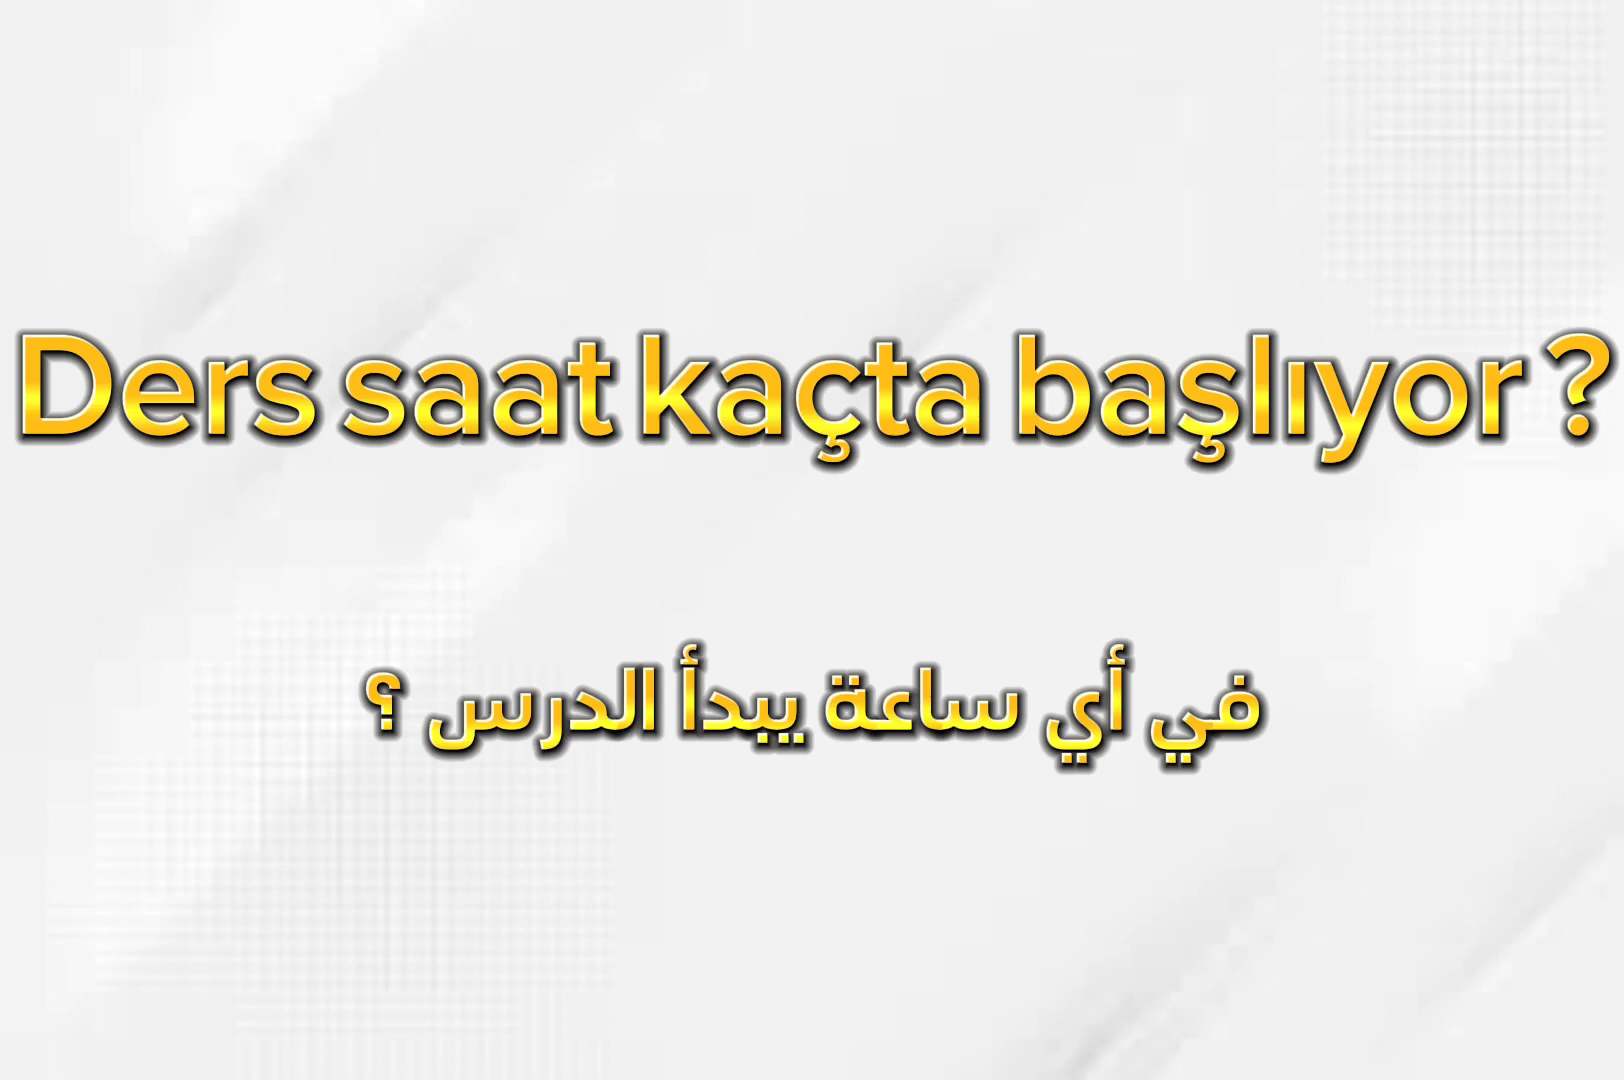 Ders saat kaçta başlıyor ?
في أي ساعة يبدأ الدرس ؟